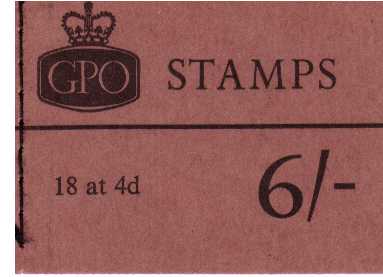 GPO STAMPS
18 at 4d 6/-